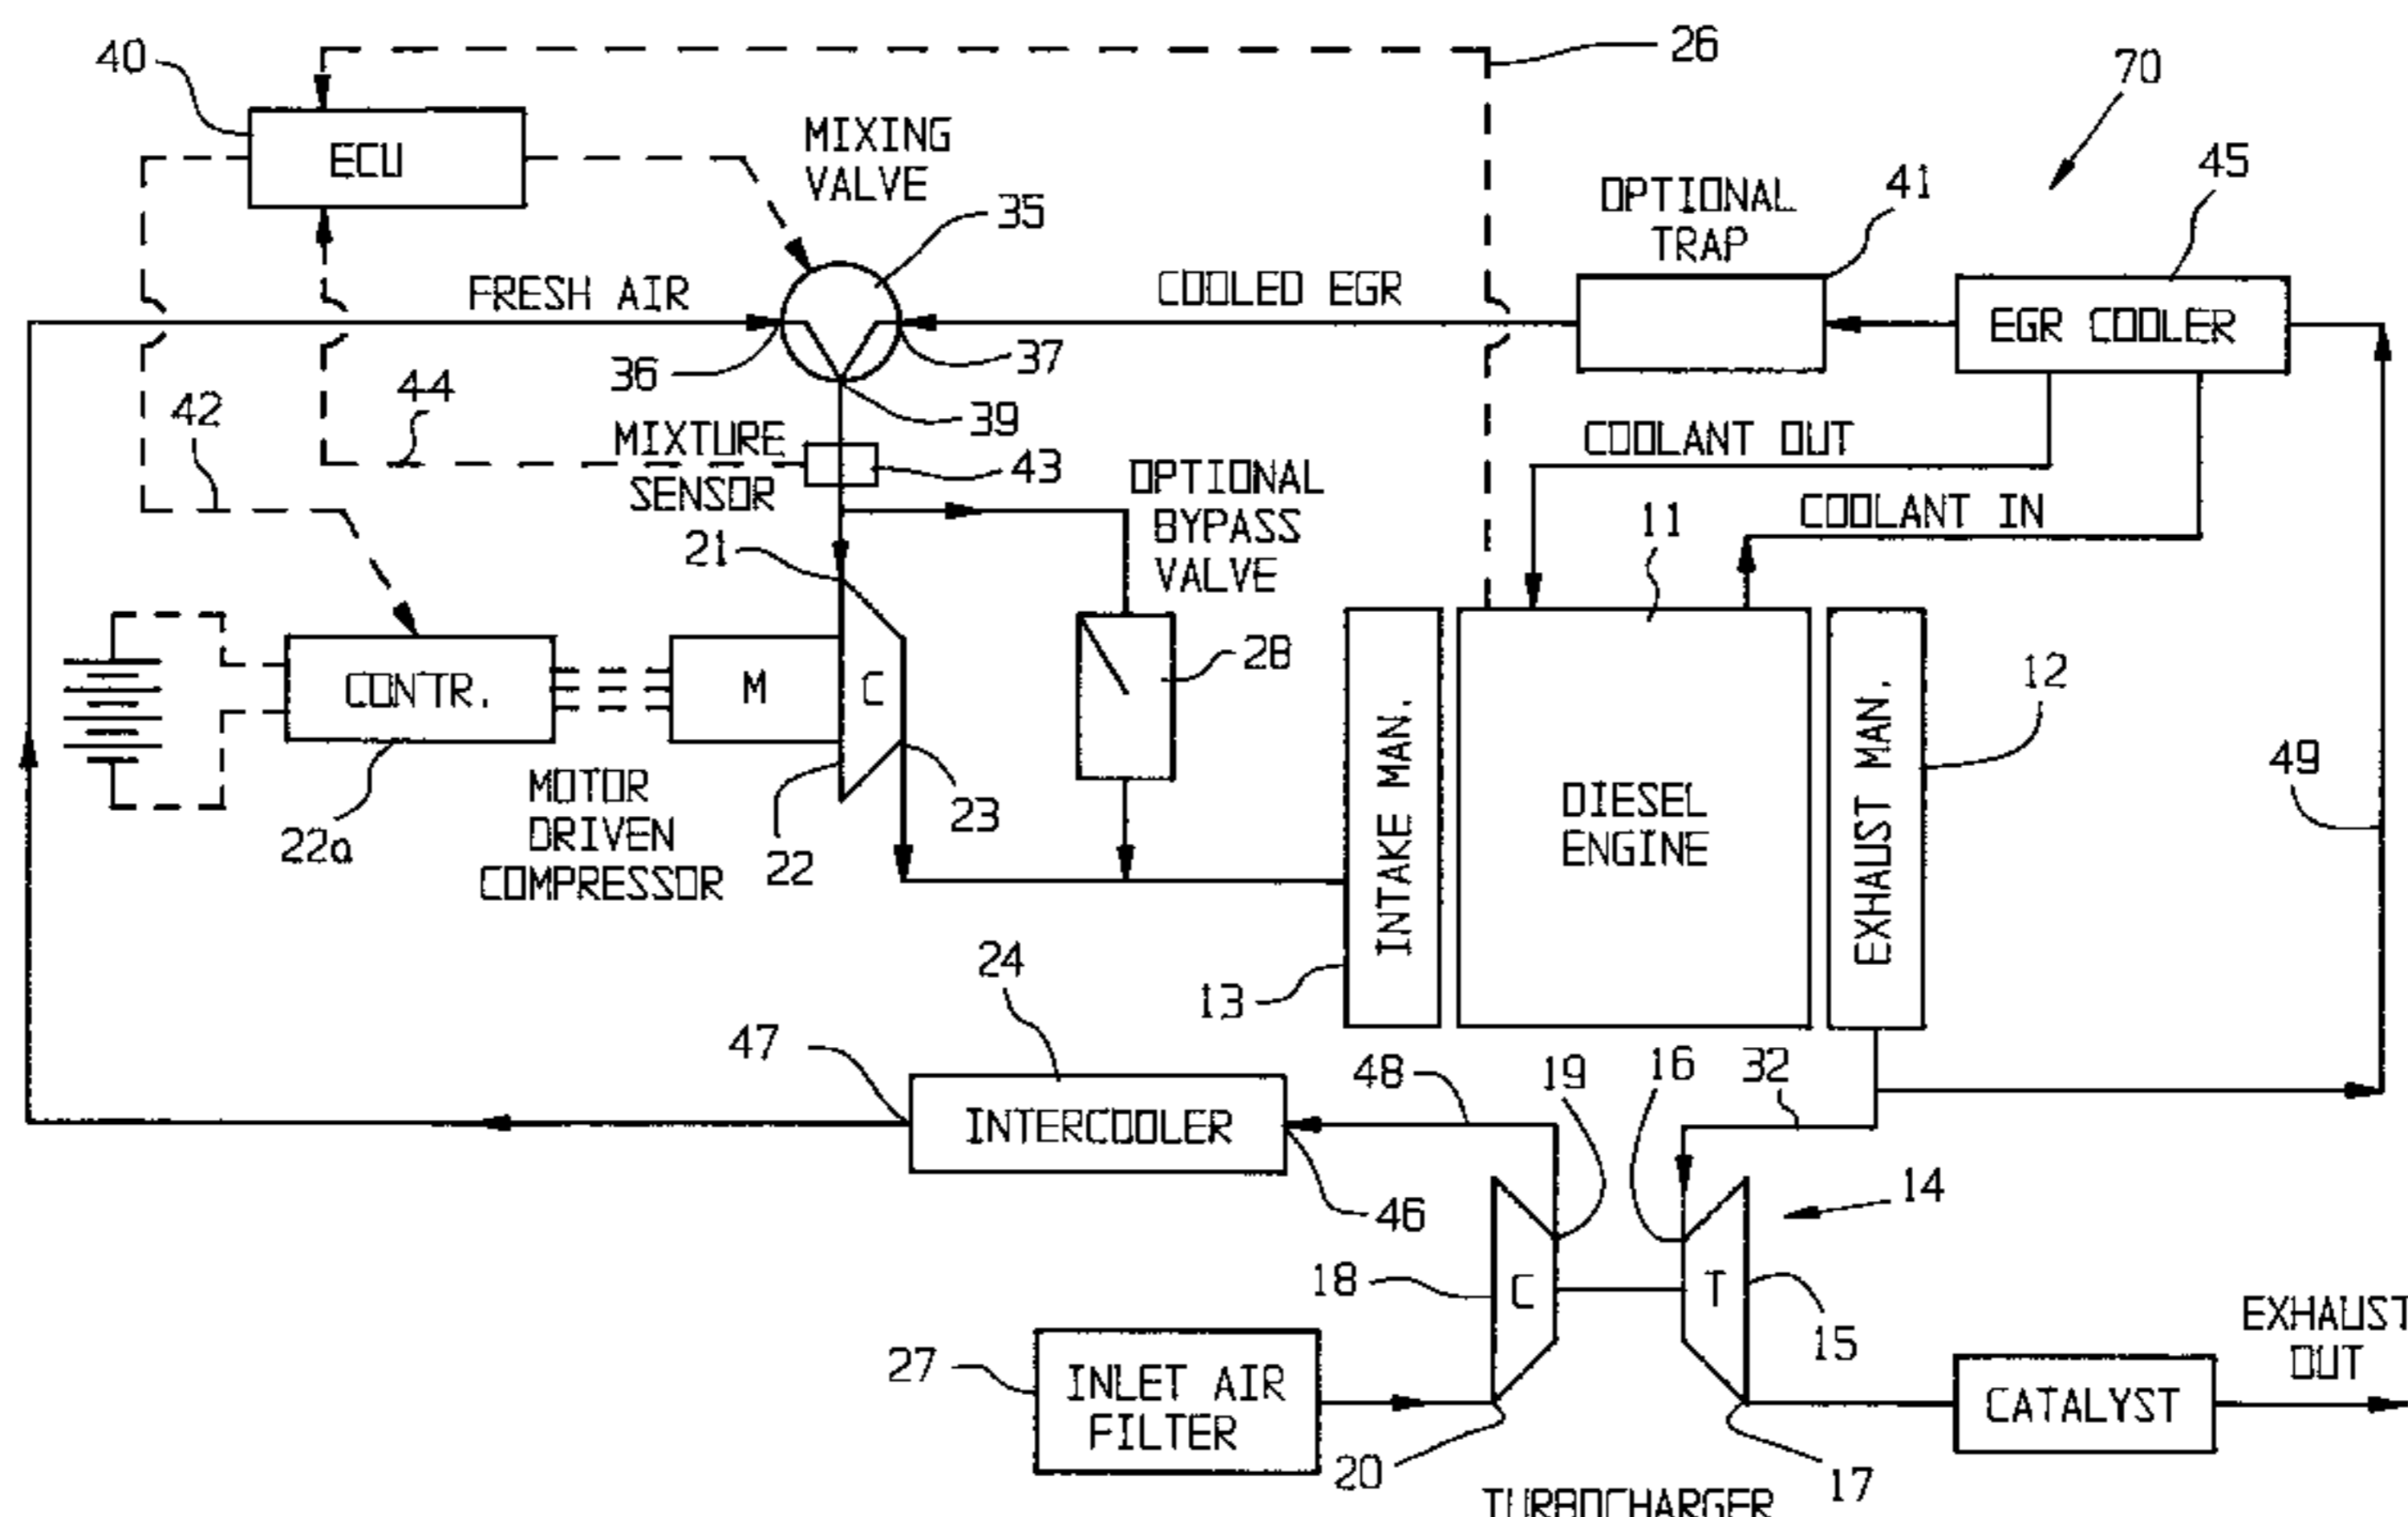 26
40
70
MIXING
VALVE
ECU
45
41
OPTIONAL
TRAP
35
FRESH AIR
COOLED EGR
EGR COOLER
36
37
44
42
39
MIXTURE
SENSOR
43
COOLANT OUT
OPTIONAL
BYPASS
VALVE
COOLANT IN
11
21
CONTR.
M
C
28
12
INTAKE MAN.
DIESEL
ENGINE
EXHAUST MAN.
49
22a
MOTOR
DRIVEN
COMPRESSOR
22
23
13
24
47
INTERCOOLER
48
19
16
32
46
14
18
C
T
15
27
INLET AIR
FILTER
20
17
CATALYST
EXHAUST
OUT
TURBOCHARGER